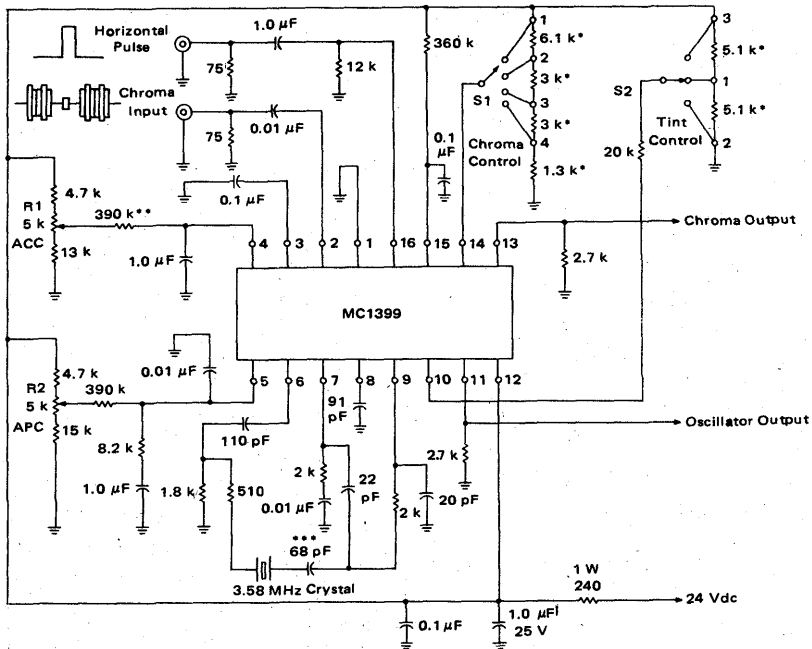 Horizontal
Pulse
1.0 µF
75
12 k
Chroma
Input
0.01 µF
75
0.1 µF
360 k
0.1
µF
S1
1
6.1 k*
2
3 k*
3
3 k*
4
1.3 k*
Chroma
Control
3
5.1 k*
S2
1
5.1 k*
Tint
Control
2
20 k
R1
5 k
ACC
4.7 k
390 k**
13 k
1.0 µF
4
3
2
1
16
15
14
13
Chroma Output
2.7 k
MC1399
R2
5 k
APC
4.7 k
390 k
15 k
0.01 µF
8.2 k
1.0 µF
5
6
7
8
9
10
11
12
110 pF
91
pF
Oscillator Output
1.8 k
510
2 k
0.01 µF
22
pF
2 k
20 pF
2.7 k
***
68 pF
3.58 MHz Crystal
1 W
240
24 Vdc
0.1 µF
1.0 µF
25 V